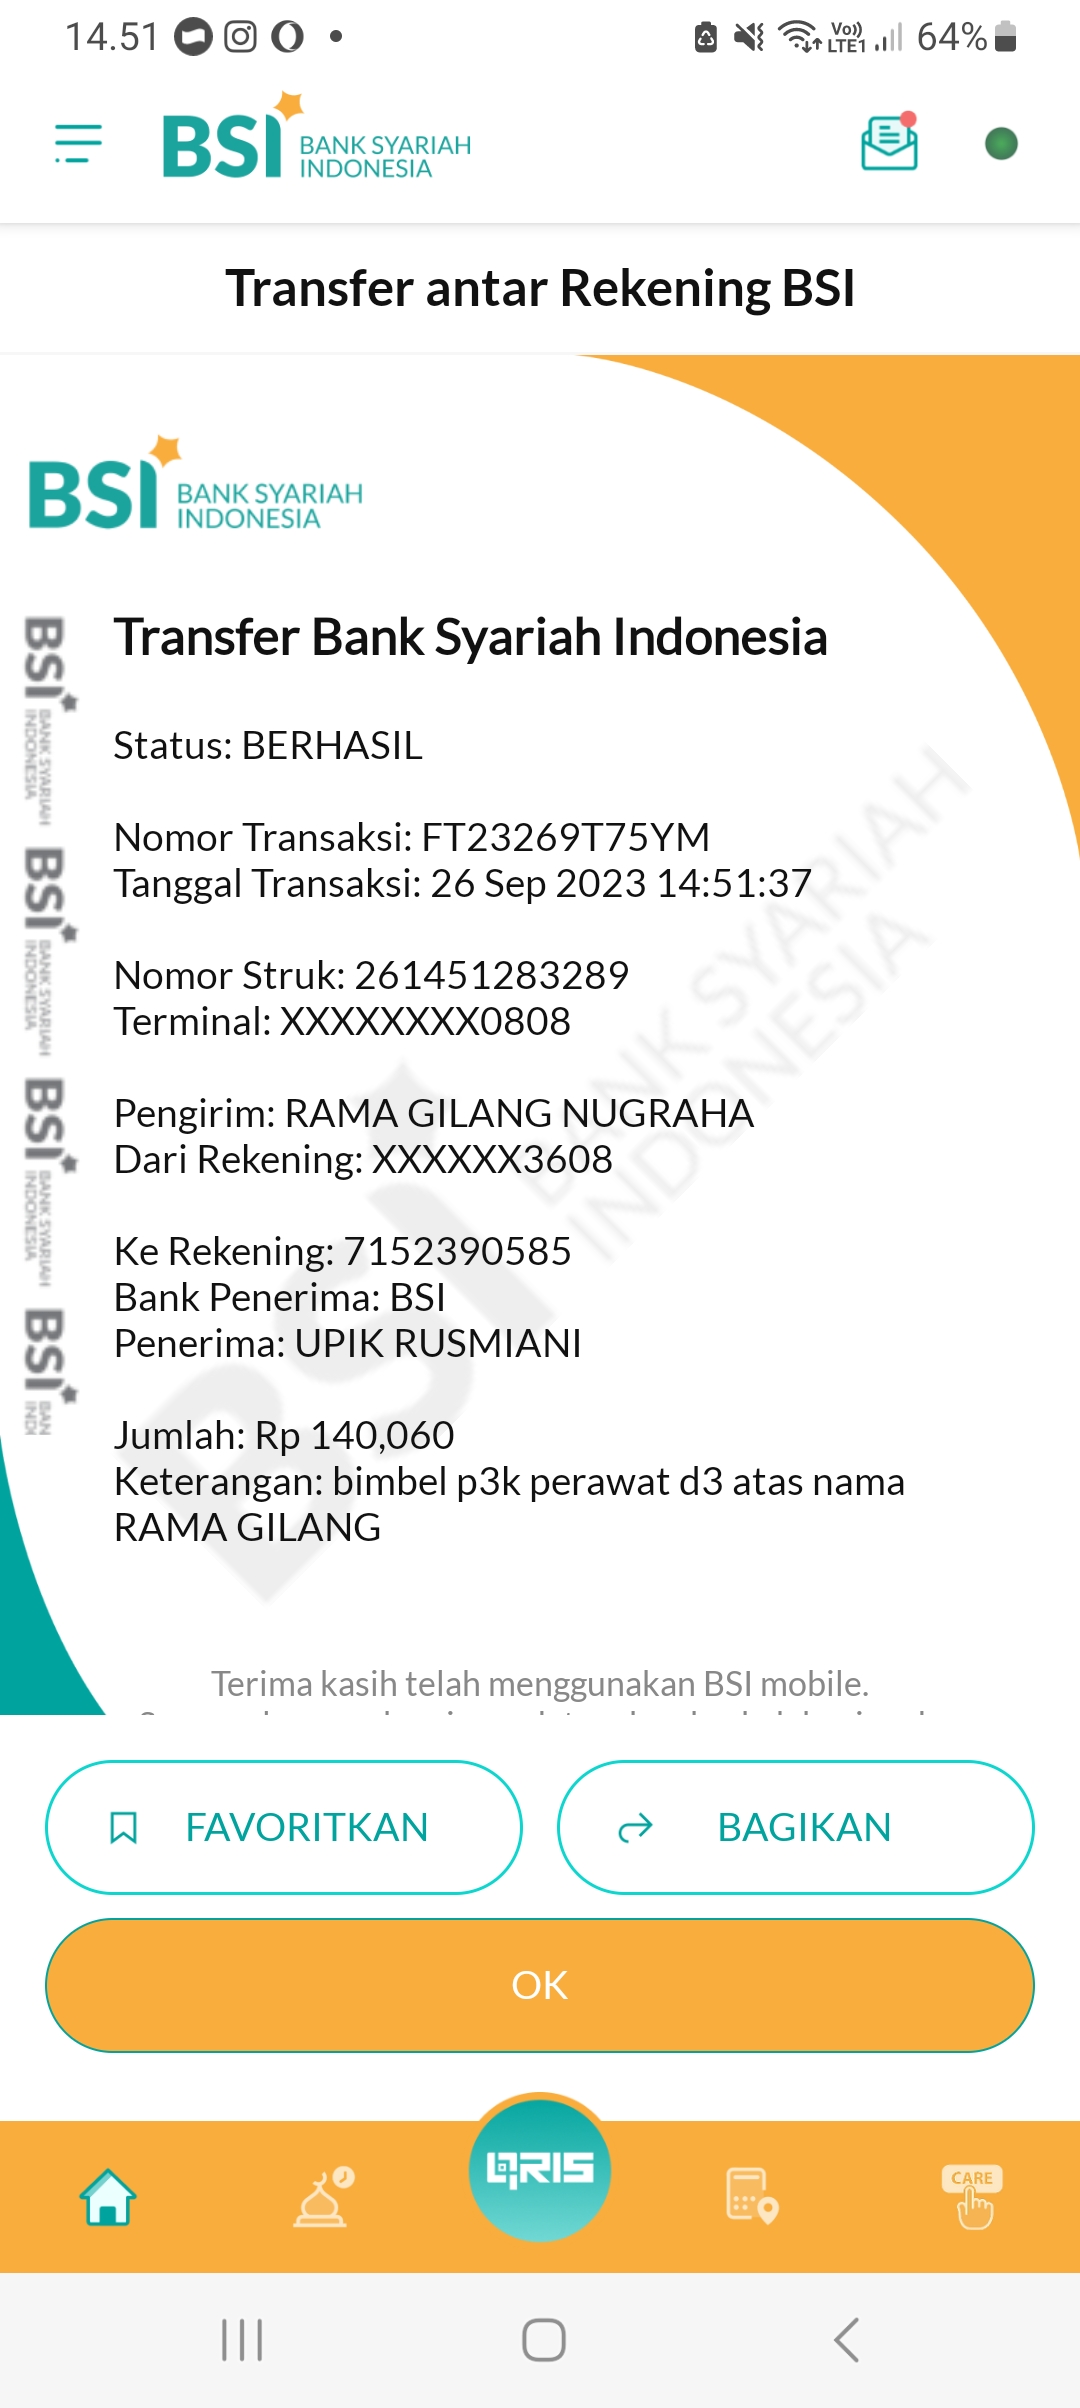 14.51
Vo)) LTE1 64%
BSI BANK SYARIAH INDONESIA
Transfer antar Rekening BSI
BSI BANK SYARIAH INDONESIA
Transfer Bank Syariah Indonesia
Status: BERHASIL
Nomor Transaksi: FT23269T75YM
Tanggal Transaksi: 26 Sep 2023 14:51:37
Nomor Struk: 261451283289
Terminal: XXXXXXXX0808
Pengirim: RAMA GILANG NUGRAHA
Dari Rekening: XXXXXX3608
Ke Rekening: 7152390585
Bank Penerima: BSI
Penerima: UPIK RUSMIANI
Jumlah: Rp 140,060
Keterangan: bimbel p3k perawat d3 atas nama
RAMA GILANG
BSI BANK SYARIAH INDONESIA
BSI BANK SYARIAH INDONESIA
BSI BANK SYARIAH INDONESIA
BSI BANK SYARIAH INDONESIA
BSI BAN INDO
Terima kasih telah menggunakan BSI mobile.
FAVORITKAN
BAGIKAN
OK
QRIS
CARE